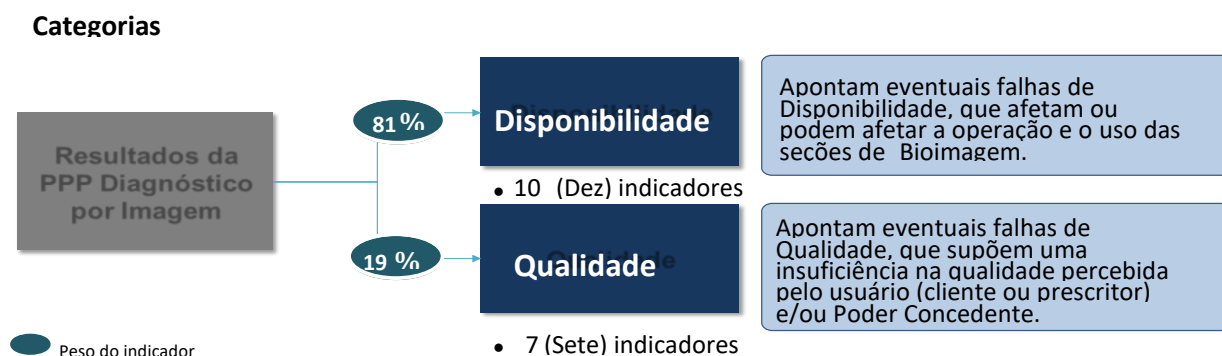 Categorias
Resultados da
PPP Diagnóstico
por Imagem
81 %
Disponibilidade
• 10 (Dez) indicadores
Apontam eventuais falhas de
Disponibilidade, que afetam ou
podem afetar a operação e o uso das
seções de Bioimagem.
19 %
Qualidade
• 7 (Sete) indicadores
Apontam eventuais falhas de
Qualidade, que supõem uma
insuficiência na qualidade percebida
pelo usuário (cliente ou prescritor)
e/ou Poder Concedente.
Peso do indicador